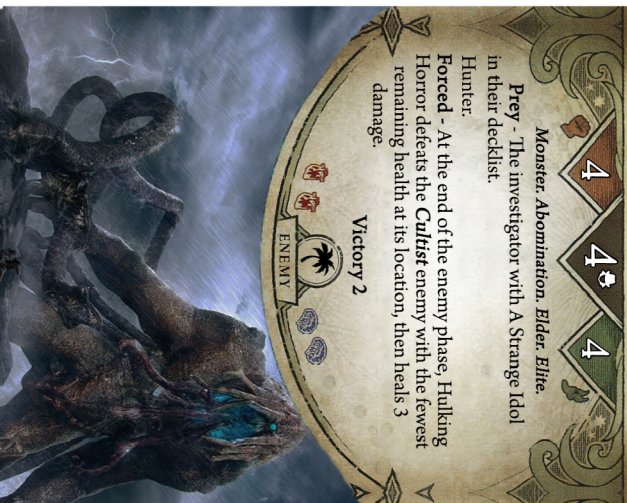 4 4 4
Monster. Abomination. Elder. Elite.
Prey - The investigator with A Strange Idol
in their decklist.
Hunter.
Forced - At the end of the enemy phase, Hulking
Horror defeats the Cultist enemy with the fewest
remaining health at its location, then heals 3
damage.
Victory 2
ENEMY